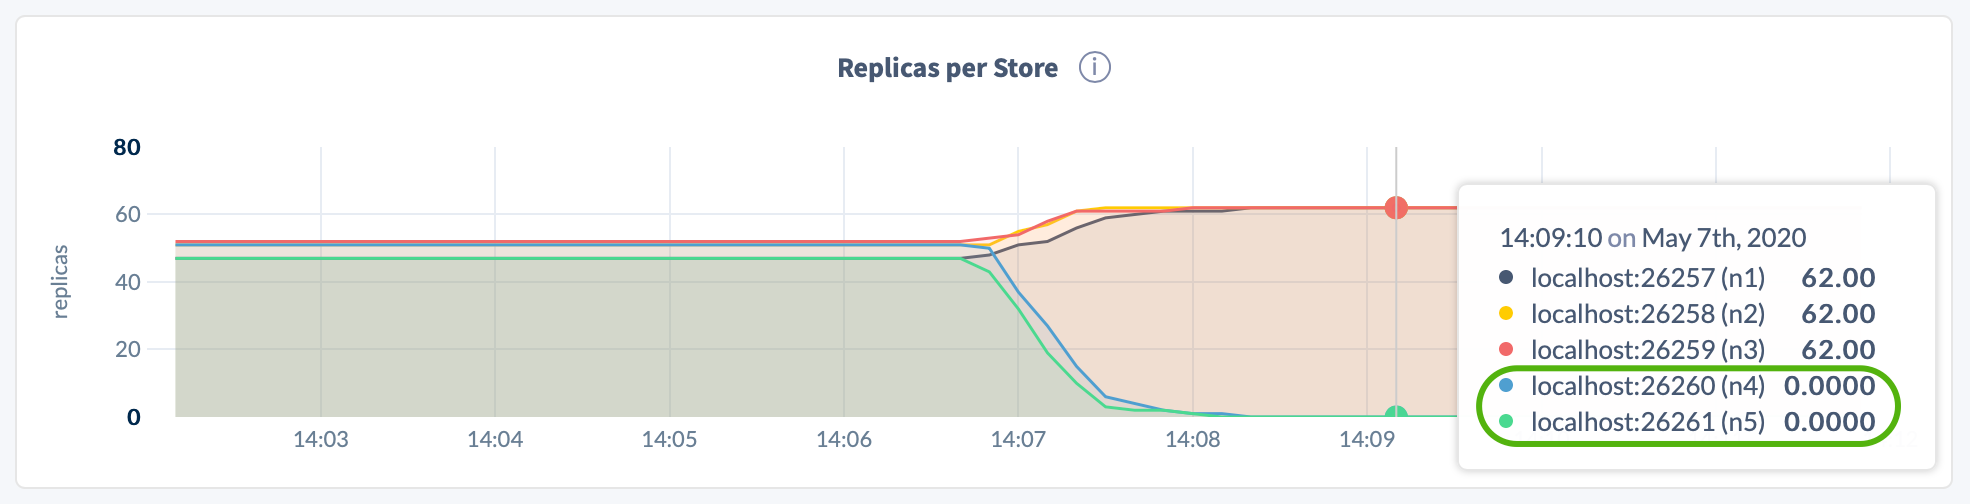 Replicas per Store i
80
60
40
20
0
replicas
14:03 14:04 14:05 14:06 14:07 14:08 14:09
14:09:10 on May 7th, 2020
localhost:26257 (n1) 62.00
localhost:26258 (n2) 62.00
localhost:26259 (n3) 62.00
localhost:26260 (n4) 0.0000
localhost:26261 (n5) 0.0000